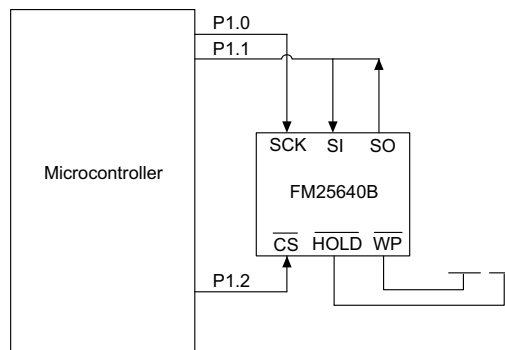 P1.0
P1.1
SCK SI SO
Microcontroller
FM25640B
CS HOLD WP
P1.2